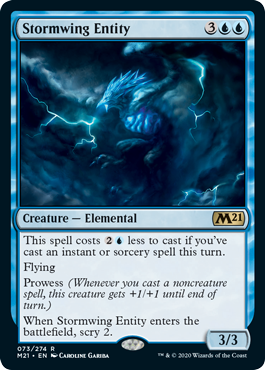 Stormwing Entity 3
Creature — Elemental M21
This spell costs 2 less to cast if you've
cast an instant or sorcery spell this turn.
Flying
Prowess (Whenever you cast a noncreature
spell, this creature gets +1/+1 until end of
turn.)
When Stormwing Entity enters the
battlefield, scry 2.
3/3
073/274 R
M21 • EN CAROLINE GARIBA ™ & © 2020 Wizards of the Coast